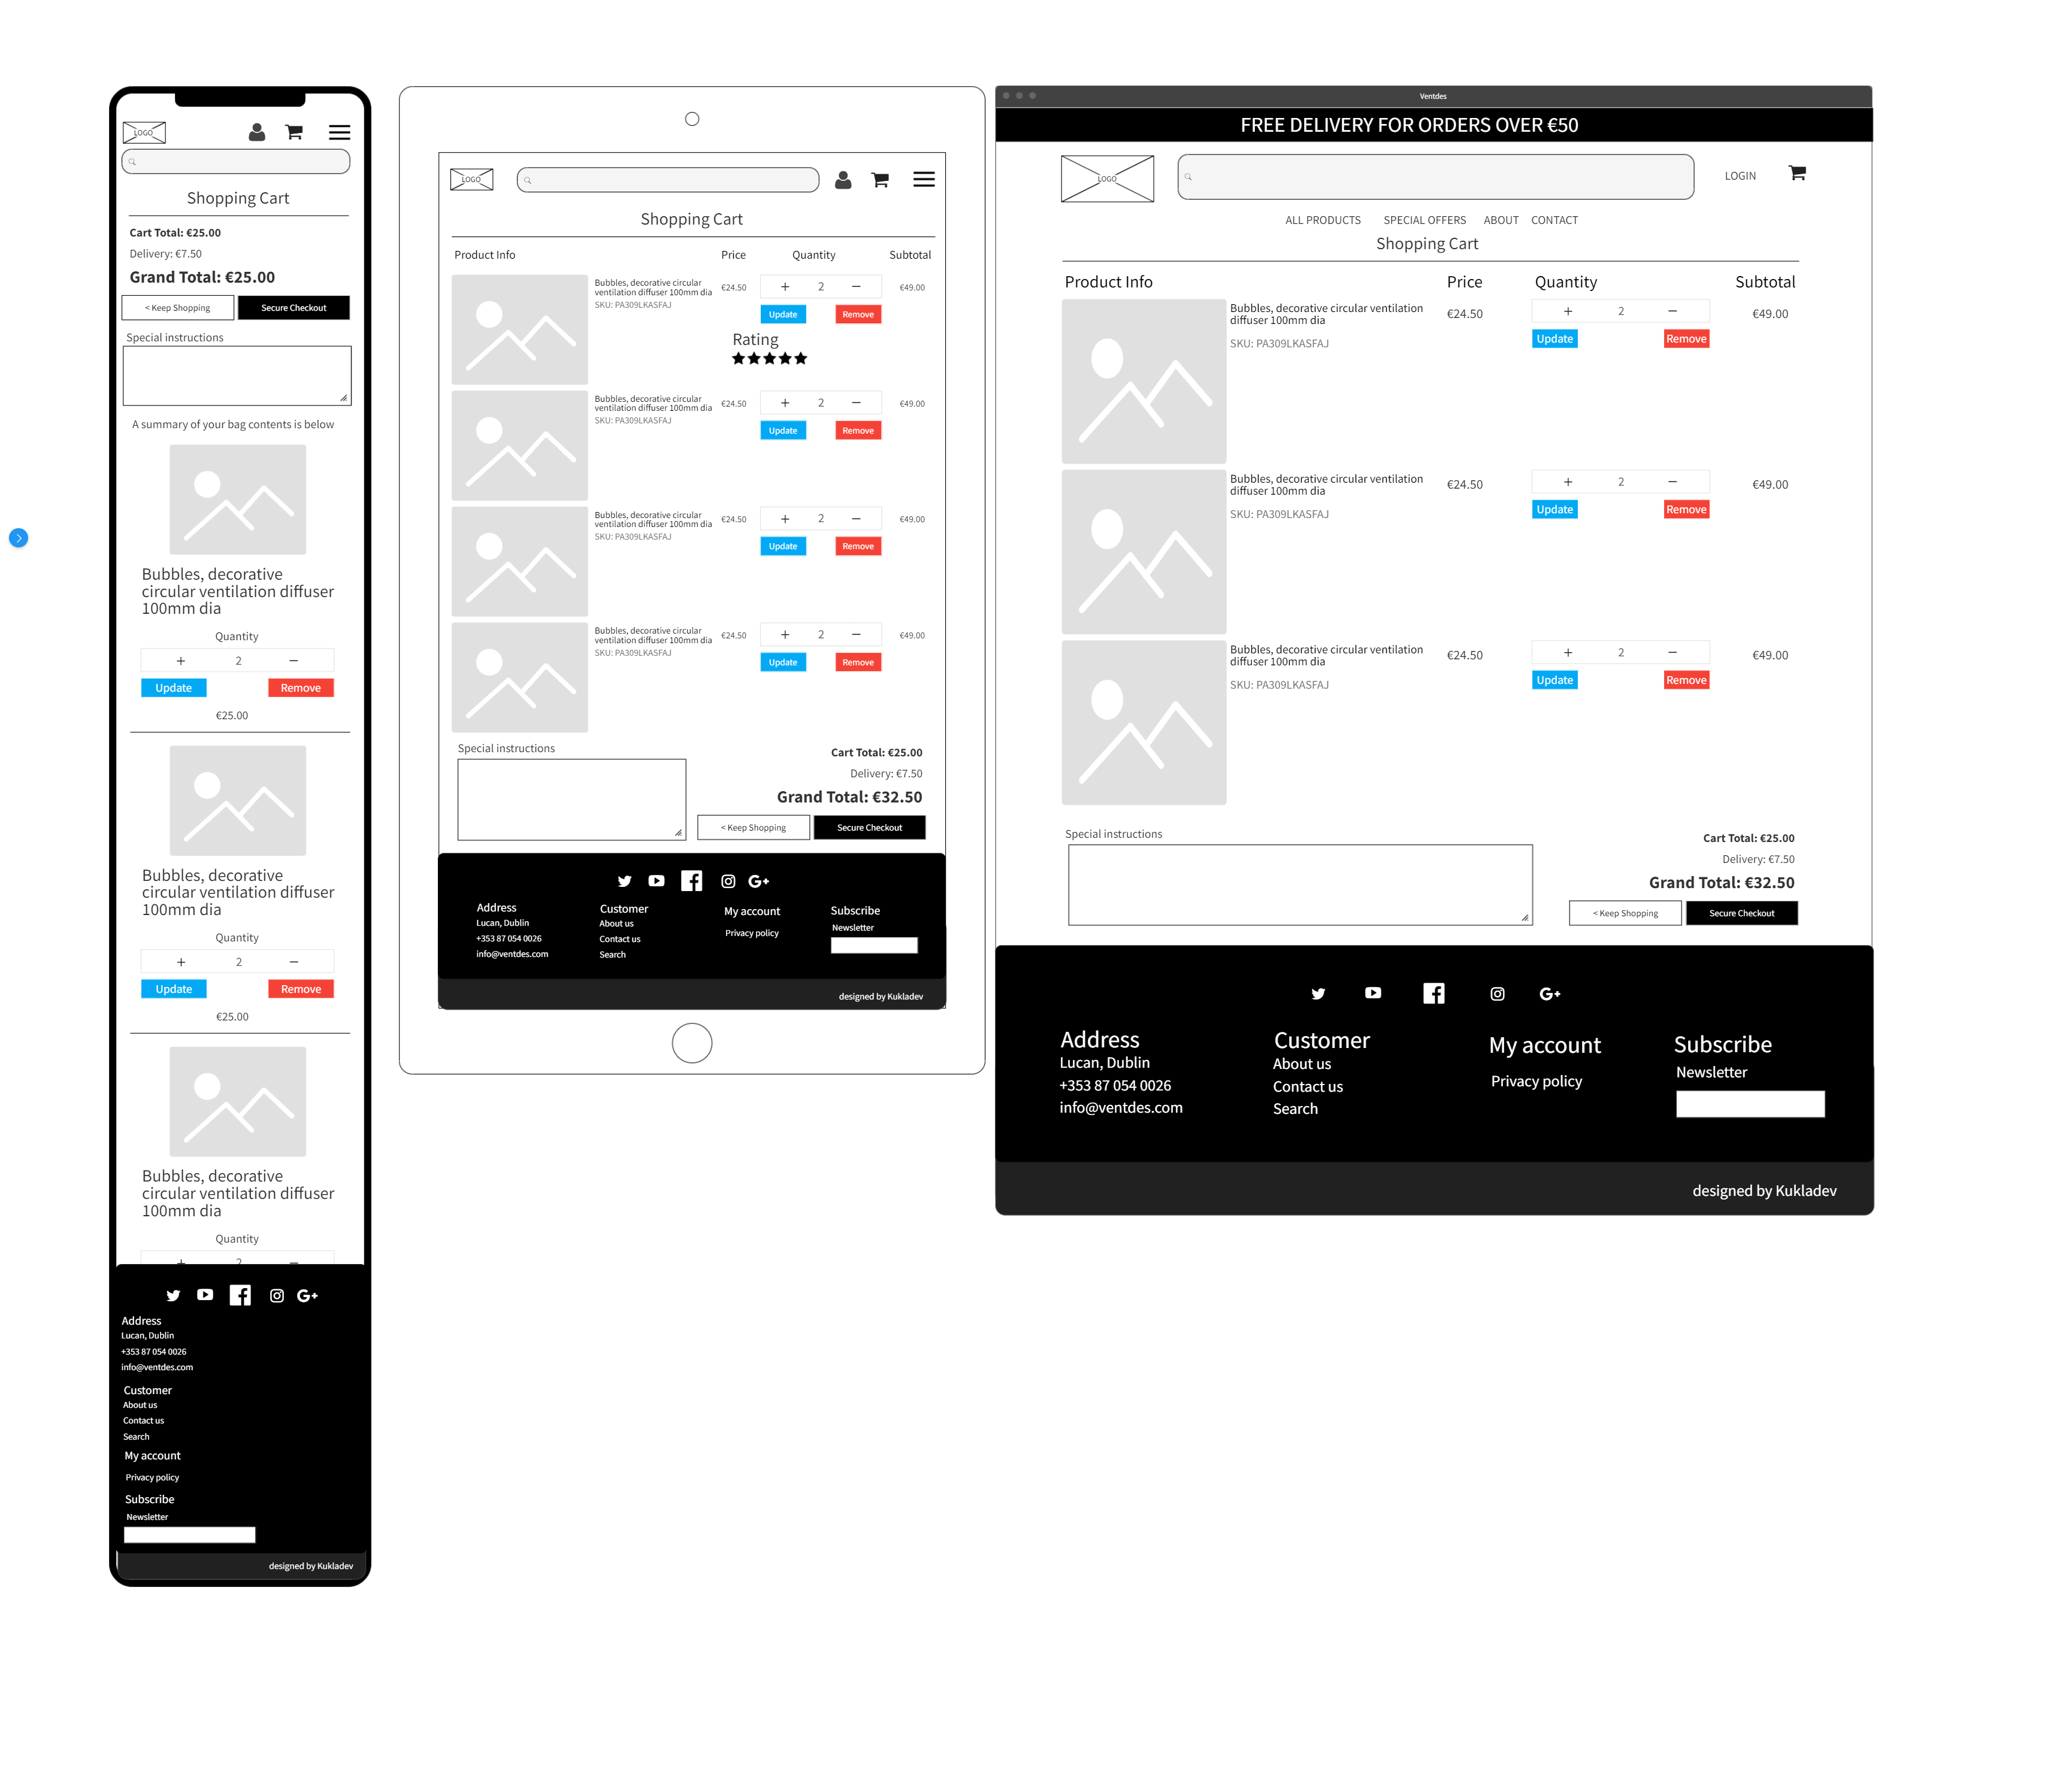 LOGO
Shopping Cart
Cart Total: €25.00
Delivery: €7.50
Grand Total: €25.00
< Keep Shopping
Secure Checkout
Special instructions
A summary of your bag contents is below
Bubbles, decorative
circular ventilation diffuser
100mm dia
Quantity
+ 2 −
Update
Remove
€25.00
Bubbles, decorative
circular ventilation diffuser
100mm dia
Quantity
+ 2 −
Update
Remove
€25.00
Bubbles, decorative
circular ventilation diffuser
100mm dia
Quantity
+ 2 −
G+
Address
Lucan, Dublin
+353 87 054 0026
info@ventdes.com
Customer
About us
Contact us
Search
My account
Privacy policy
Subscribe
Newsletter
designed by Kukladev
LOGO
Shopping Cart
Product Info Price Quantity Subtotal
Bubbles, decorative circular
ventilation diffuser 100mm dia
SKU: PA309LKASFAJ
€24.50
+ 2 −
€49.00
Update
Remove
Rating
Bubbles, decorative circular
ventilation diffuser 100mm dia
SKU: PA309LKASFAJ
€24.50
+ 2 −
€49.00
Update
Remove
Bubbles, decorative circular
ventilation diffuser 100mm dia
SKU: PA309LKASFAJ
€24.50
+ 2 −
€49.00
Update
Remove
Bubbles, decorative circular
ventilation diffuser 100mm dia
SKU: PA309LKASFAJ
€24.50
+ 2 −
€49.00
Update
Remove
Special instructions
Cart Total: €25.00
Delivery: €7.50
Grand Total: €32.50
< Keep Shopping
Secure Checkout
G+
Address
Lucan, Dublin
+353 87 054 0026
info@ventdes.com
Customer
About us
Contact us
Search
My account
Privacy policy
Subscribe
Newsletter
designed by Kukladev
Ventdes
FREE DELIVERY FOR ORDERS OVER €50
LOGO
LOGIN
ALL PRODUCTS SPECIAL OFFERS ABOUT CONTACT
Shopping Cart
Product Info Price Quantity Subtotal
Bubbles, decorative circular ventilation
diffuser 100mm dia
SKU: PA309LKASFAJ
€24.50
+ 2 −
€49.00
Update
Remove
Bubbles, decorative circular ventilation
diffuser 100mm dia
SKU: PA309LKASFAJ
€24.50
+ 2 −
€49.00
Update
Remove
Bubbles, decorative circular ventilation
diffuser 100mm dia
SKU: PA309LKASFAJ
€24.50
+ 2 −
€49.00
Update
Remove
Special instructions
Cart Total: €25.00
Delivery: €7.50
Grand Total: €32.50
< Keep Shopping
Secure Checkout
G+
Address
Lucan, Dublin
+353 87 054 0026
info@ventdes.com
Customer
About us
Contact us
Search
My account
Privacy policy
Subscribe
Newsletter
designed by Kukladev